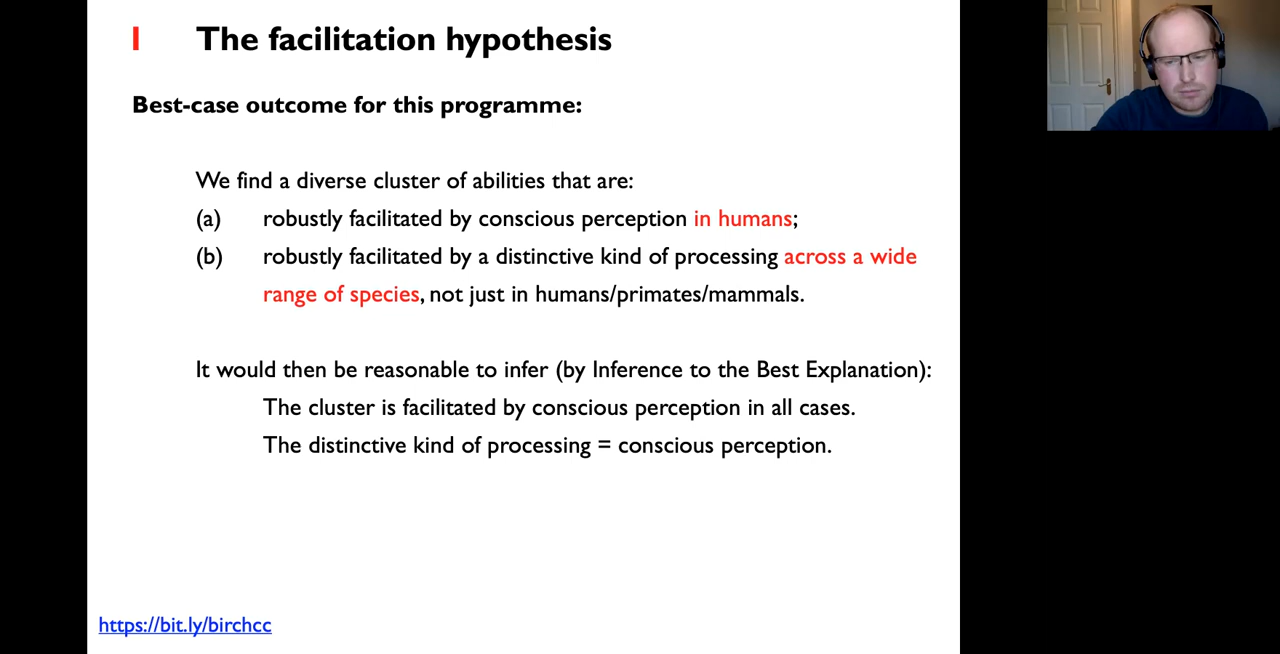 1 The facilitation hypothesis
Best-case outcome for this programme:
We find a diverse cluster of abilities that are:
(a) robustly facilitated by conscious perception in humans;
(b) robustly facilitated by a distinctive kind of processing across a wide
range of species, not just in humans/primates/mammals.
It would then be reasonable to infer (by Inference to the Best Explanation):
The cluster is facilitated by conscious perception in all cases.
The distinctive kind of processing = conscious perception.
https://bit.ly/birchcc